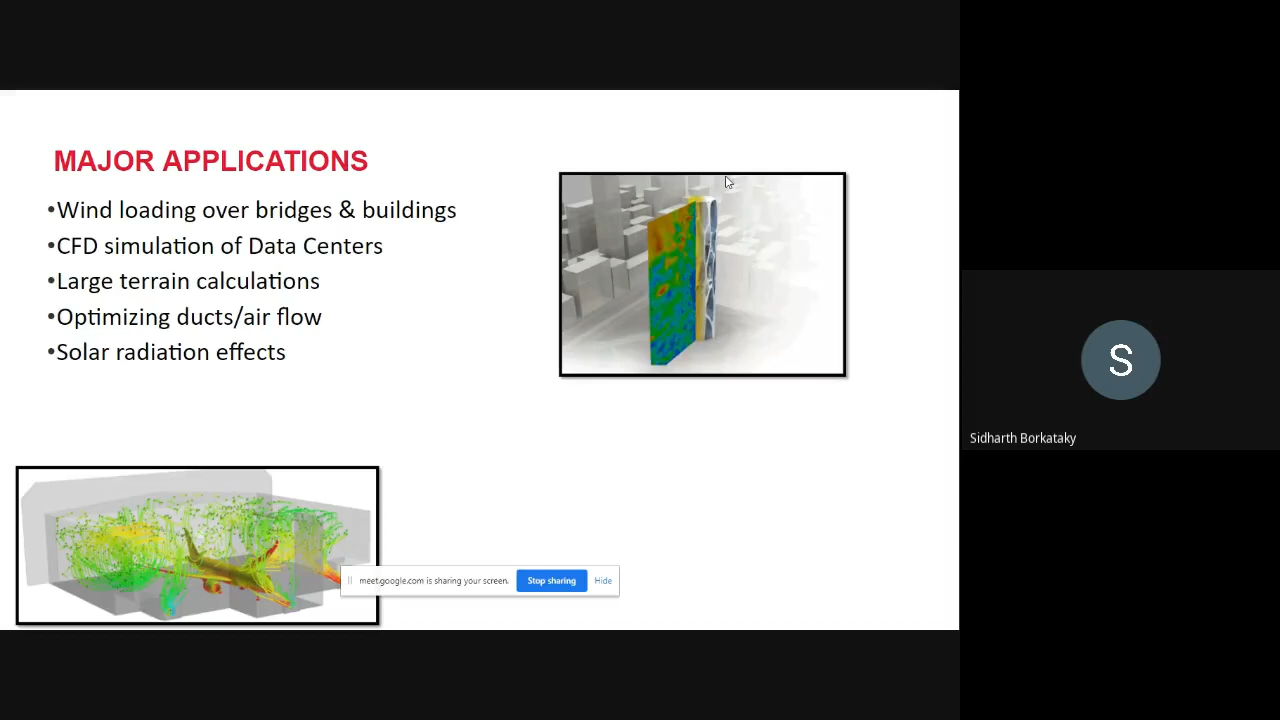 MAJOR APPLICATIONS
•Wind loading over bridges & buildings
•CFD simulation of Data Centers
•Large terrain calculations
•Optimizing ducts/air flow
•Solar radiation effects
S
Sidharth Borkataky
meet.google.com is sharing your screen. Stop sharing Hide